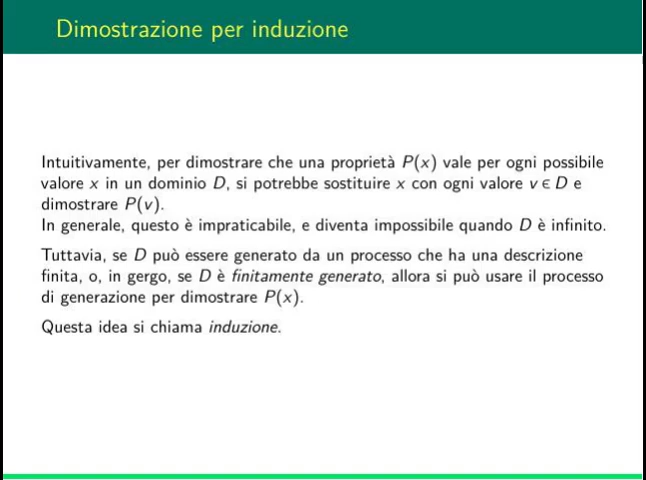 Dimostrazione per induzione
Intuitivamente, per dimostrare che una proprietà P(x) vale per ogni possibile
valore x in un dominio D, si potrebbe sostituire x con ogni valore v ∈ D e
dimostrare P(v).
In generale, questo è impraticabile, e diventa impossibile quando D è infinito.
Tuttavia, se D può essere generato da un processo che ha una descrizione
finita, o, in gergo, se D è finitamente generato, allora si può usare il processo
di generazione per dimostrare P(x).
Questa idea si chiama induzione.